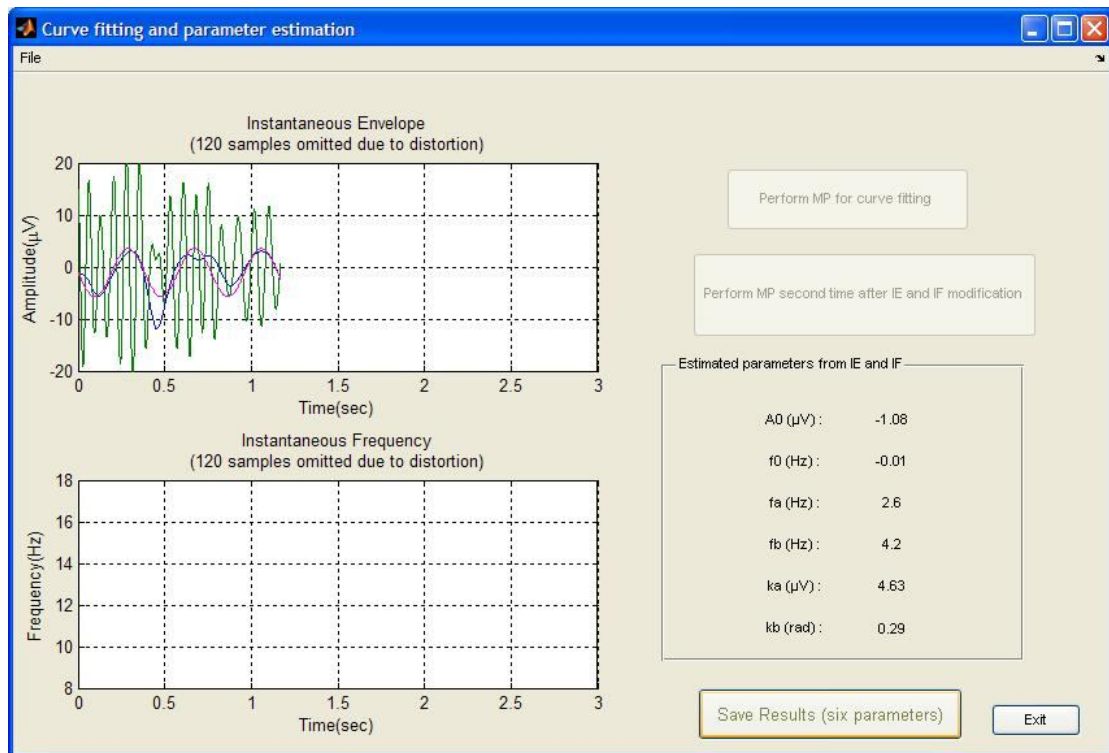 Curve fitting and parameter estimation
File
Instantaneous Envelope
(120 samples omitted due to distortion)
20
10
0
-10
-20
Amplitude(μV)
0 0.5 1 1.5 2 2.5 3
Time(sec)
Instantaneous Frequency
(120 samples omitted due to distortion)
18
16
14
12
10
8
Frequency(Hz)
0 0.5 1 1.5 2 2.5 3
Time(sec)
Perform MP for curve fitting
Perform MP second time after IE and IF modification
Estimated parameters from IE and IF
A0 (μV) : -1.08
f0 (Hz) : -0.01
fa (Hz) : 2.6
fb (Hz) : 4.2
ka (μV) : 4.63
kb (rad) : 0.29
Save Results (six parameters)
Exit